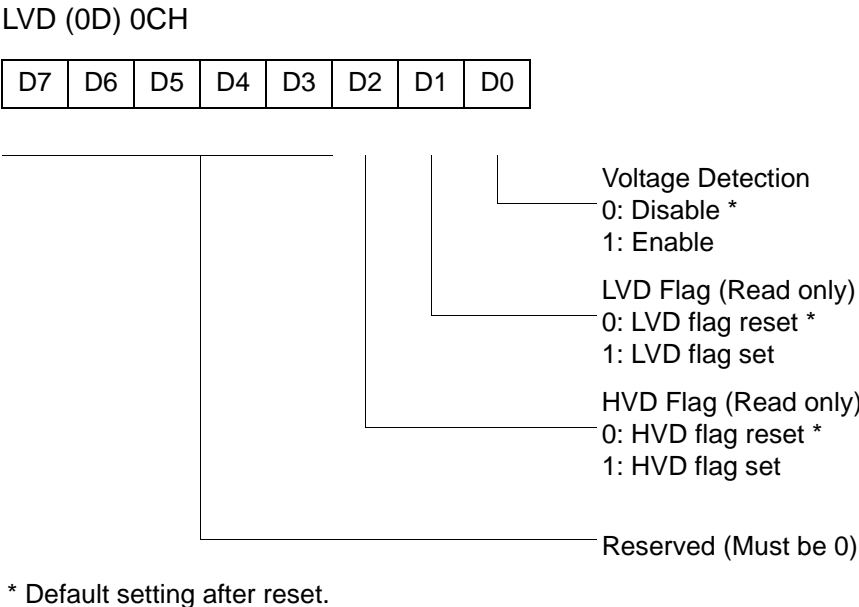 LVD (0D) 0CH
D7 D6 D5 D4 D3 D2 D1 D0
Voltage Detection
0: Disable *
1: Enable
LVD Flag (Read only)
0: LVD flag reset *
1: LVD flag set
HVD Flag (Read only)
0: HVD flag reset *
1: HVD flag set
Reserved (Must be 0)
* Default setting after reset.